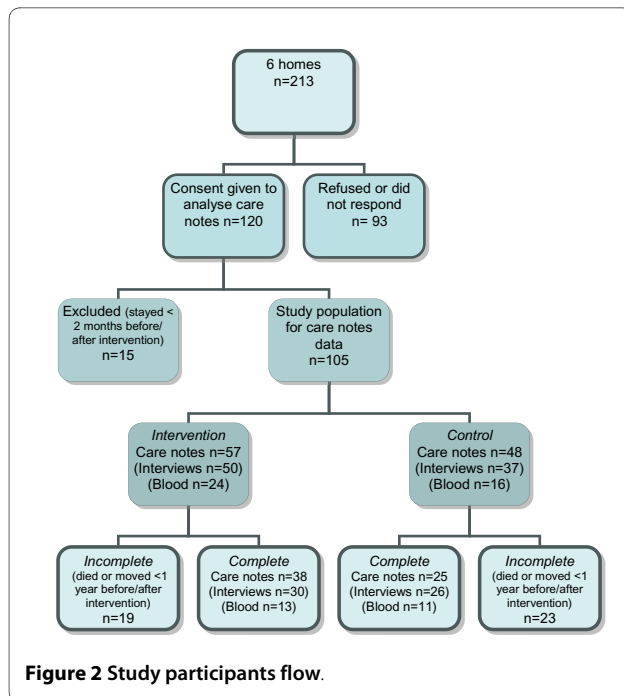 6 homes
n=213
Consent given to
analyse care
notes n=120
Refused or did
not respond
n= 93
Excluded (stayed <
2 months before/
after intervention)
n=15
Study population
for care notes
data
n=105
Intervention
Care notes n=57
(Interviews n=50)
(Blood n=24)
Control
Care notes n=48
(Interviews n=37)
(Blood n=16)
Incomplete
(died or moved <1
year before/after
intervention)
n=19
Complete
Care notes n=38
(Interviews n=30)
(Blood n=13)
Complete
Care notes n=25
(Interviews n=26)
(Blood n=11)
Incomplete
(died or moved <1
year before/after
intervention)
n=23
Figure 2 Study participants flow.